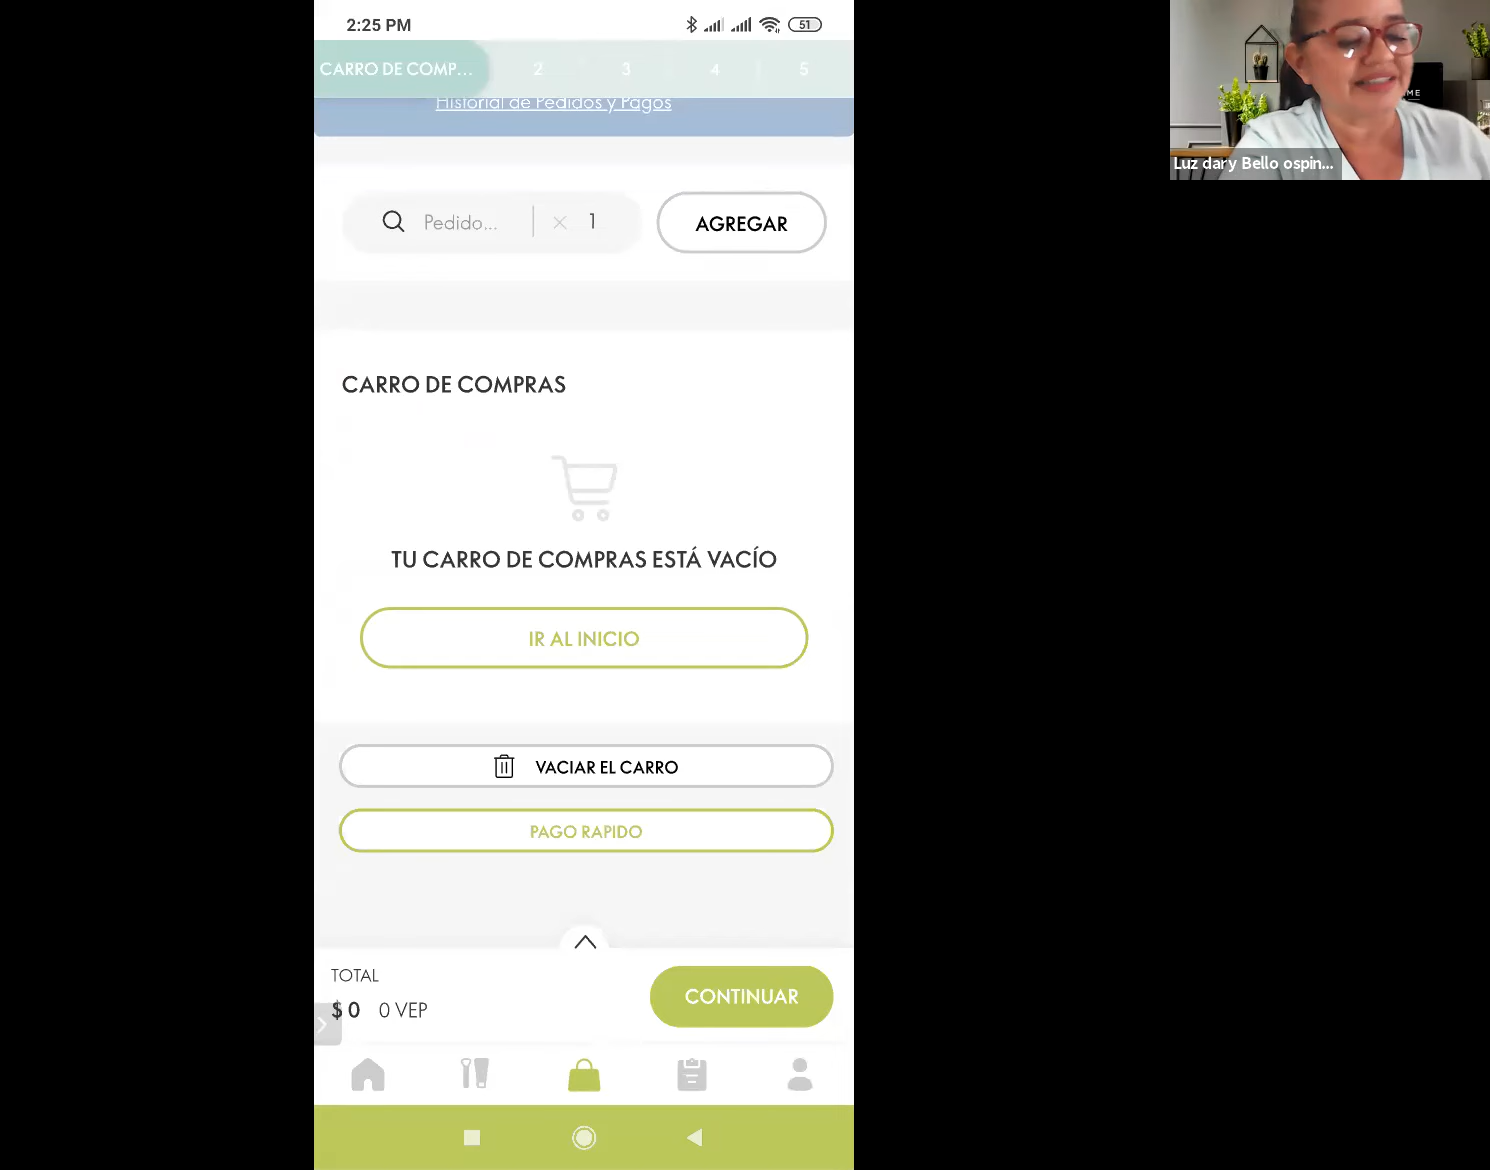 2:25 PM
51
CARRO DE COMP...
2
3
4
5
Historial de Pedidos y Pagos
Pedido...
1
AGREGAR
CARRO DE COMPRAS
TU CARRO DE COMPRAS ESTÁ VACÍO
IR AL INICIO
VACIAR EL CARRO
PAGO RAPIDO
TOTAL
$ 0 0 VEP
CONTINUAR
ME
Luz dary Bello ospin...